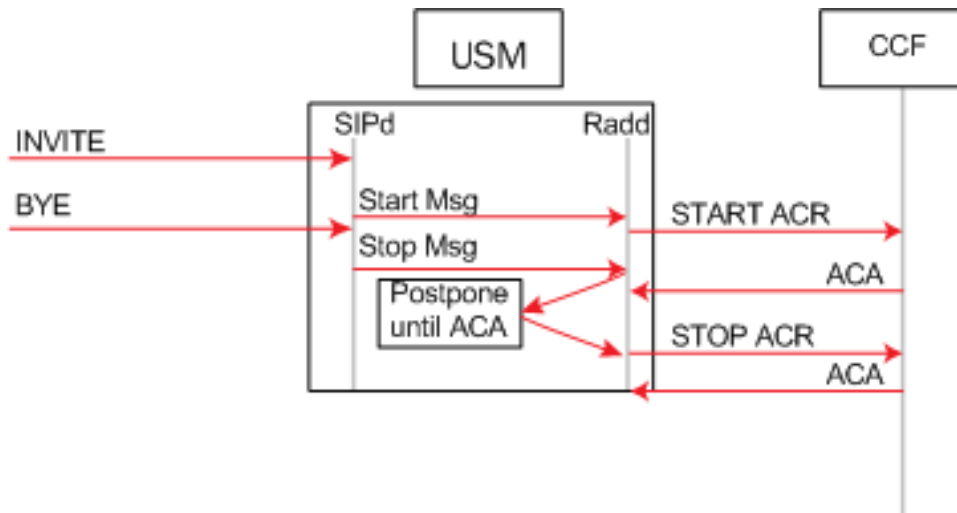 USM
CCF
SIPd
Radd
INVITE
Start Msg
BYE
START ACR
Stop Msg
ACA
Postpone
until ACA
STOP ACR
ACA